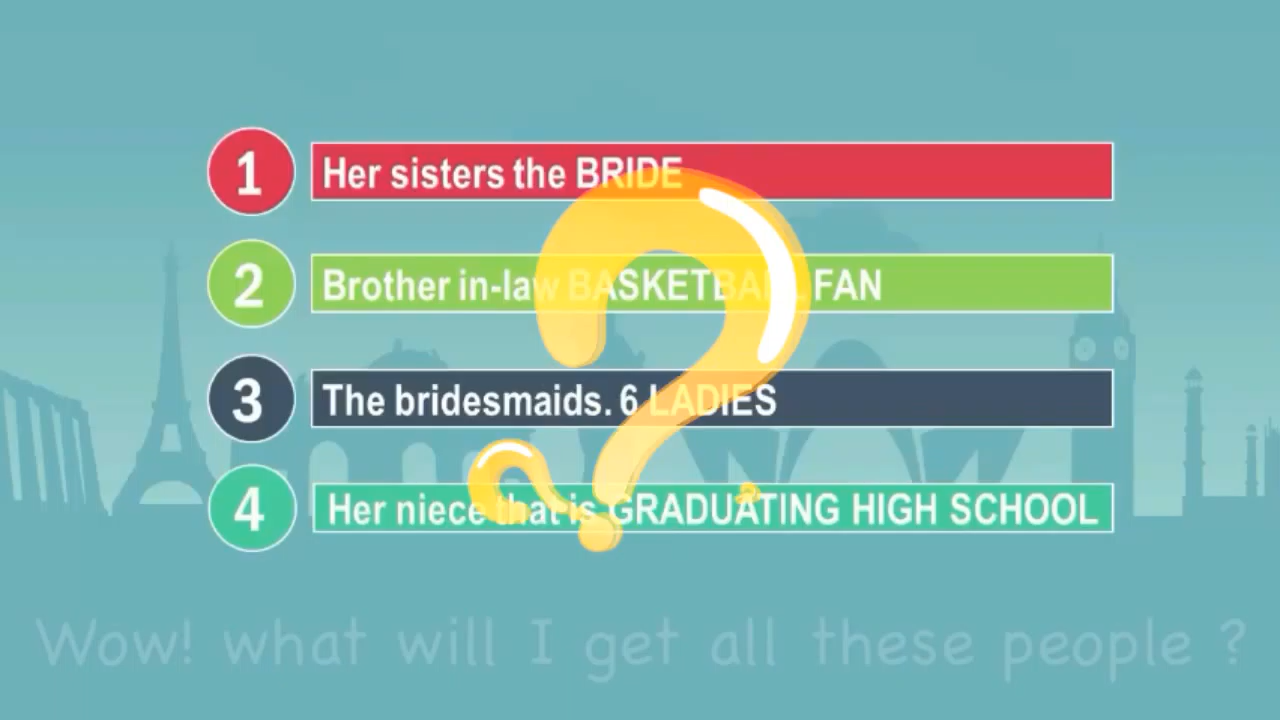 1 Her sisters the BRIDE
2 Brother in-law BASKETBALL FAN
3 The bridesmaids. 6 LADIES
4 Her niece that is GRADUATING HIGH SCHOOL
Wow! what will I get all these people ?